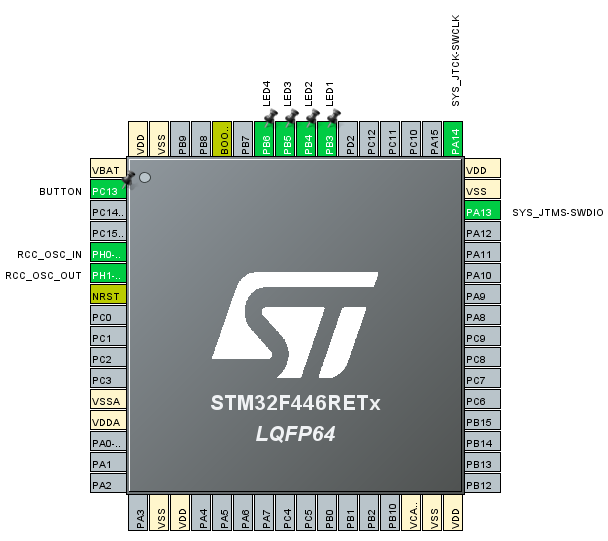 LED4
LED3
LED2
LED1
SYS_JTCK-SWCLK
VDD
VSS
PB9
PB8
BOO..
PB7
PB6
PB5
PB4
PB3
PD2
PC12
PC11
PC10
PA15
PA14
VBAT
BUTTON
PC13
PC14..
PC15..
RCC_OSC_IN
PH0-..
RCC_OSC_OUT
PH1-..
NRST
PC0
PC1
PC2
PC3
VSSA
VDDA
PA0-..
PA1
PA2
VDD
VSS
PA13
SYS_JTMS-SWDIO
PA12
PA11
PA10
PA9
PA8
PC9
PC8
PC7
PC6
PB15
PB14
PB13
PB12
ST
STM32F446RETx
LQFP64
PA3
VSS
VDD
PA4
PA5
PA6
PA7
PC4
PC5
PB0
PB1
PB2
PB10
VCA..
VSS
VDD